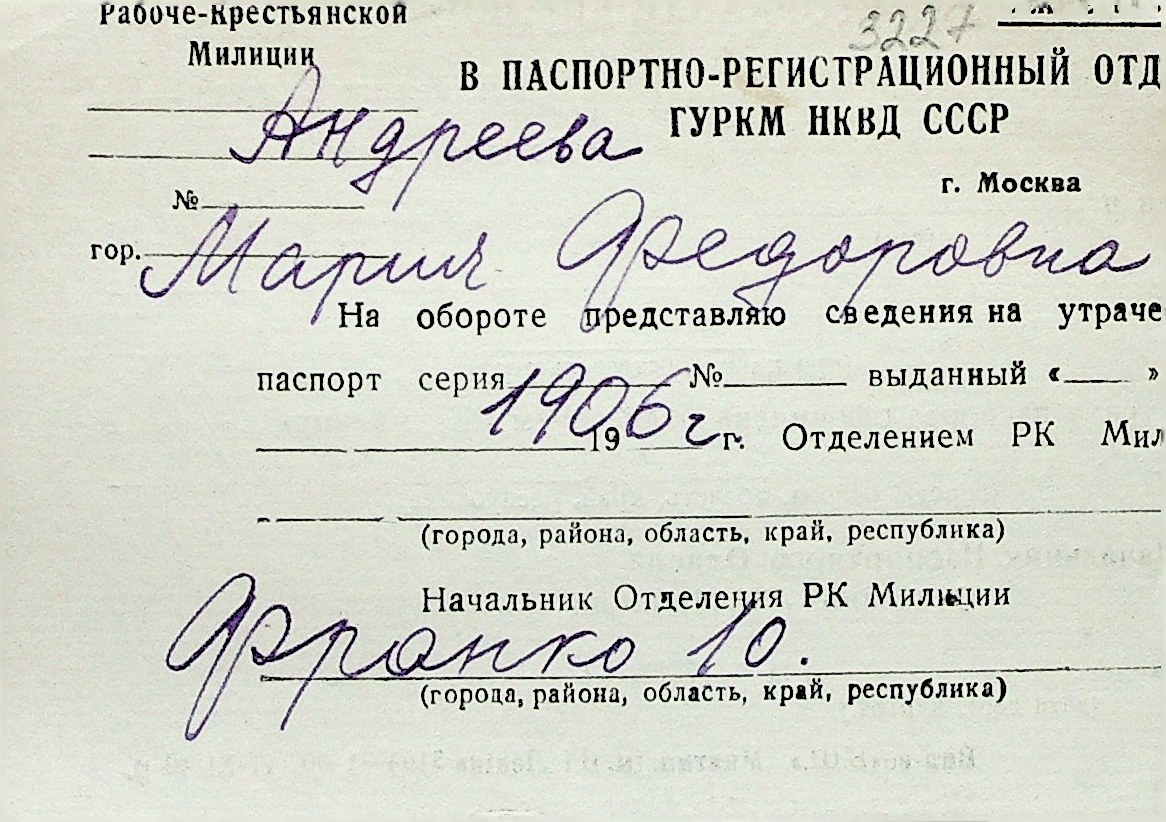 Рабоче-Крестьянской
Милиции
3227
В ПАСПОРТНО-РЕГИСТРАЦИОННЫЙ ОТД
ГУРКМ НКВД СССР
Андреева
г. Москва
№
гор.
Мария Федоровна
На обороте представляю сведения на утраче
паспорт серия № выданный « »
1906 г
19 г. Отделением РК Мил
(города, района, область, край, республика)
Начальник Отделения РК Милиции
Франко 10.
(города, района, область, край, республика)